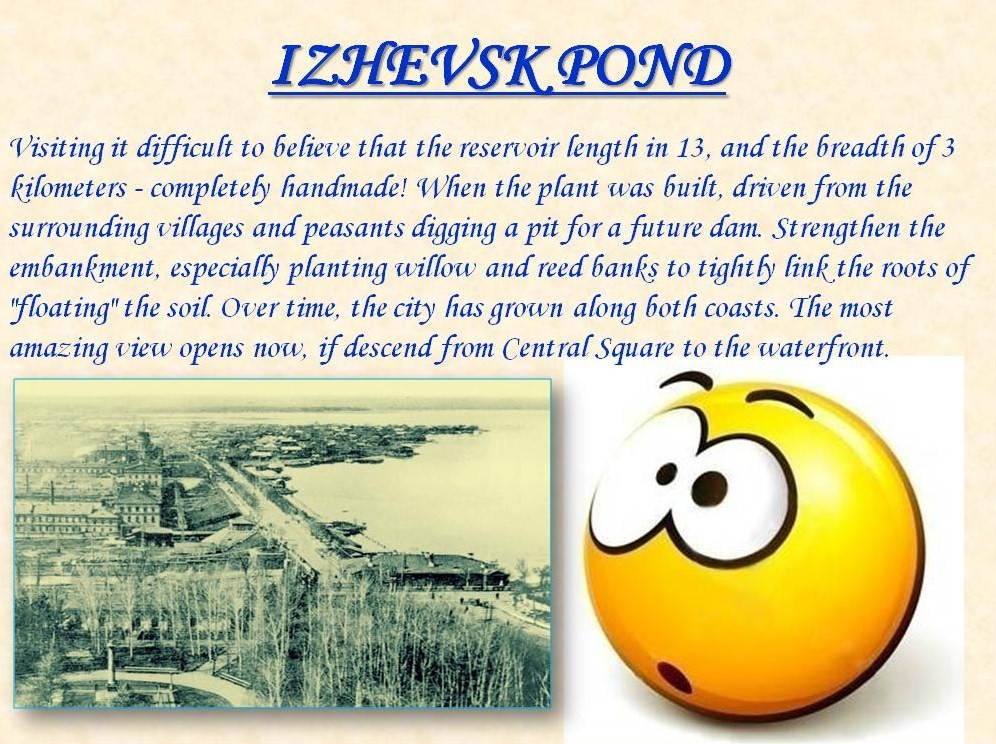 IZHEVSK POND
Visiting it difficult to believe that the reservoir length in 13, and the breadth of 3
kilometers - completely handmade! When the plant was built, driven from the
surrounding villages and peasants digging a pit for a future dam. Strengthen the
embankment, especially planting willow and reed banks to tightly link the roots of
"floating" the soil. Over time, the city has grown along both coasts. The most
amazing view opens now, if descend from Central Square to the waterfront.